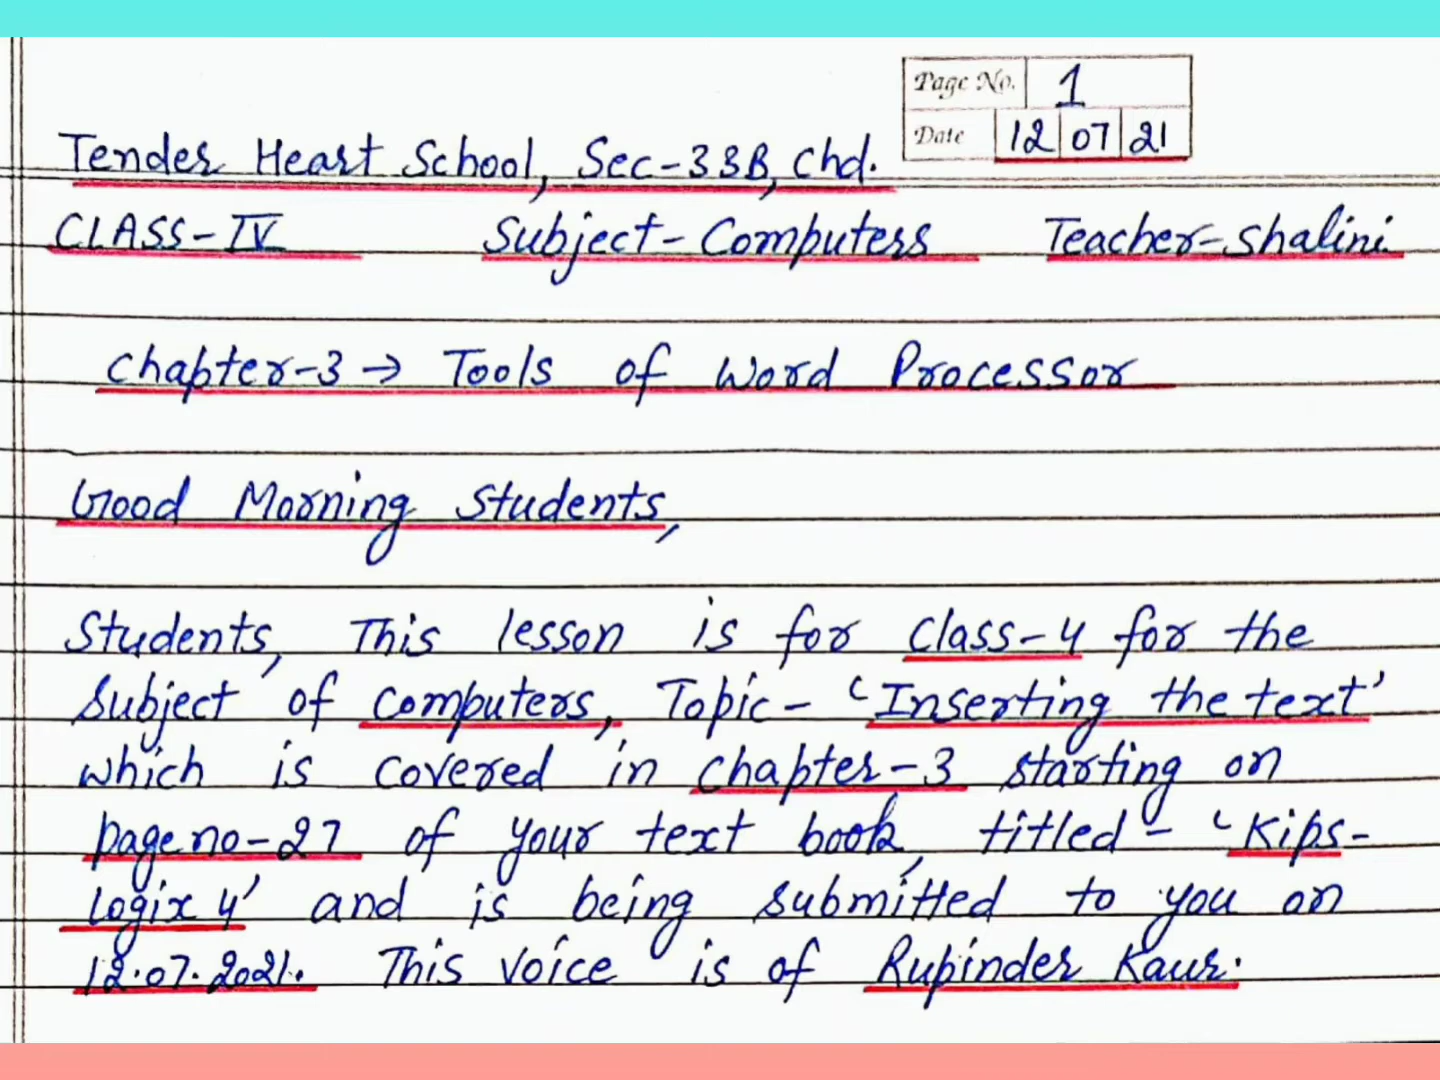 Page No. 1
Date 12 07 21
Tender Heart School, Sec-33B, Chd.
CLASS-IV Subject-Computers Teacher-Shalini
Chapter-3 → Tools of Word Processor
Good Morning Students,
Students, This lesson is for Class-4 for the
subject of Computers, Topic- 'Inserting the text'
which is covered in Chapter-3 starting on
page no-27 of your text book, titled- 'Kips-
logix 4' and is being submitted to you on
12.07.2021. This voice is of Rupinder Kaur.